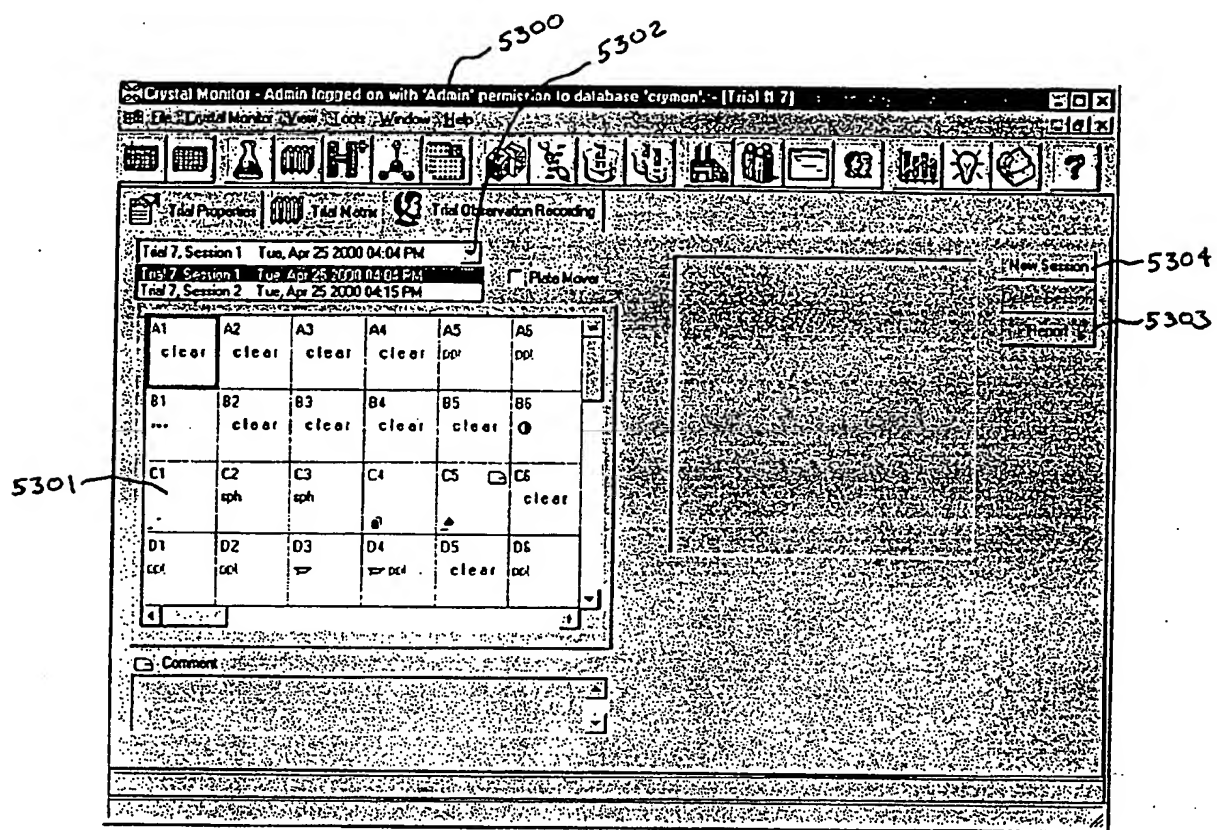 5300
5302
Crystal Monitor - Admin logged on with 'Admin' permission to database 'crymon'. - [Trial # 7]
File Crystal Monitor View Tools Window Help
Trial Properties Trial Matrix Trial Observation Recording
Trial 7, Session 1 Tue, Apr 25 2000 04:04 PM
Trial 7, Session 1 Tue, Apr 25 2000 04:04 PM
Trial 7, Session 2 Tue, Apr 25 2000 04:15 PM
Plate Mover
New Session
5304
Delete Session
Report
5303
A1 A2 A3 A4 A5 A6
clear clear clear clear ppt ppt
B1 B2 B3 B4 B5 B6
clear clear clear clear
5301
C1 C2 C3 C4 C5 C6
sph sph clear
D1 D2 D3 D4 D5 D6
ppt ppt ppt clear ppt
Comment